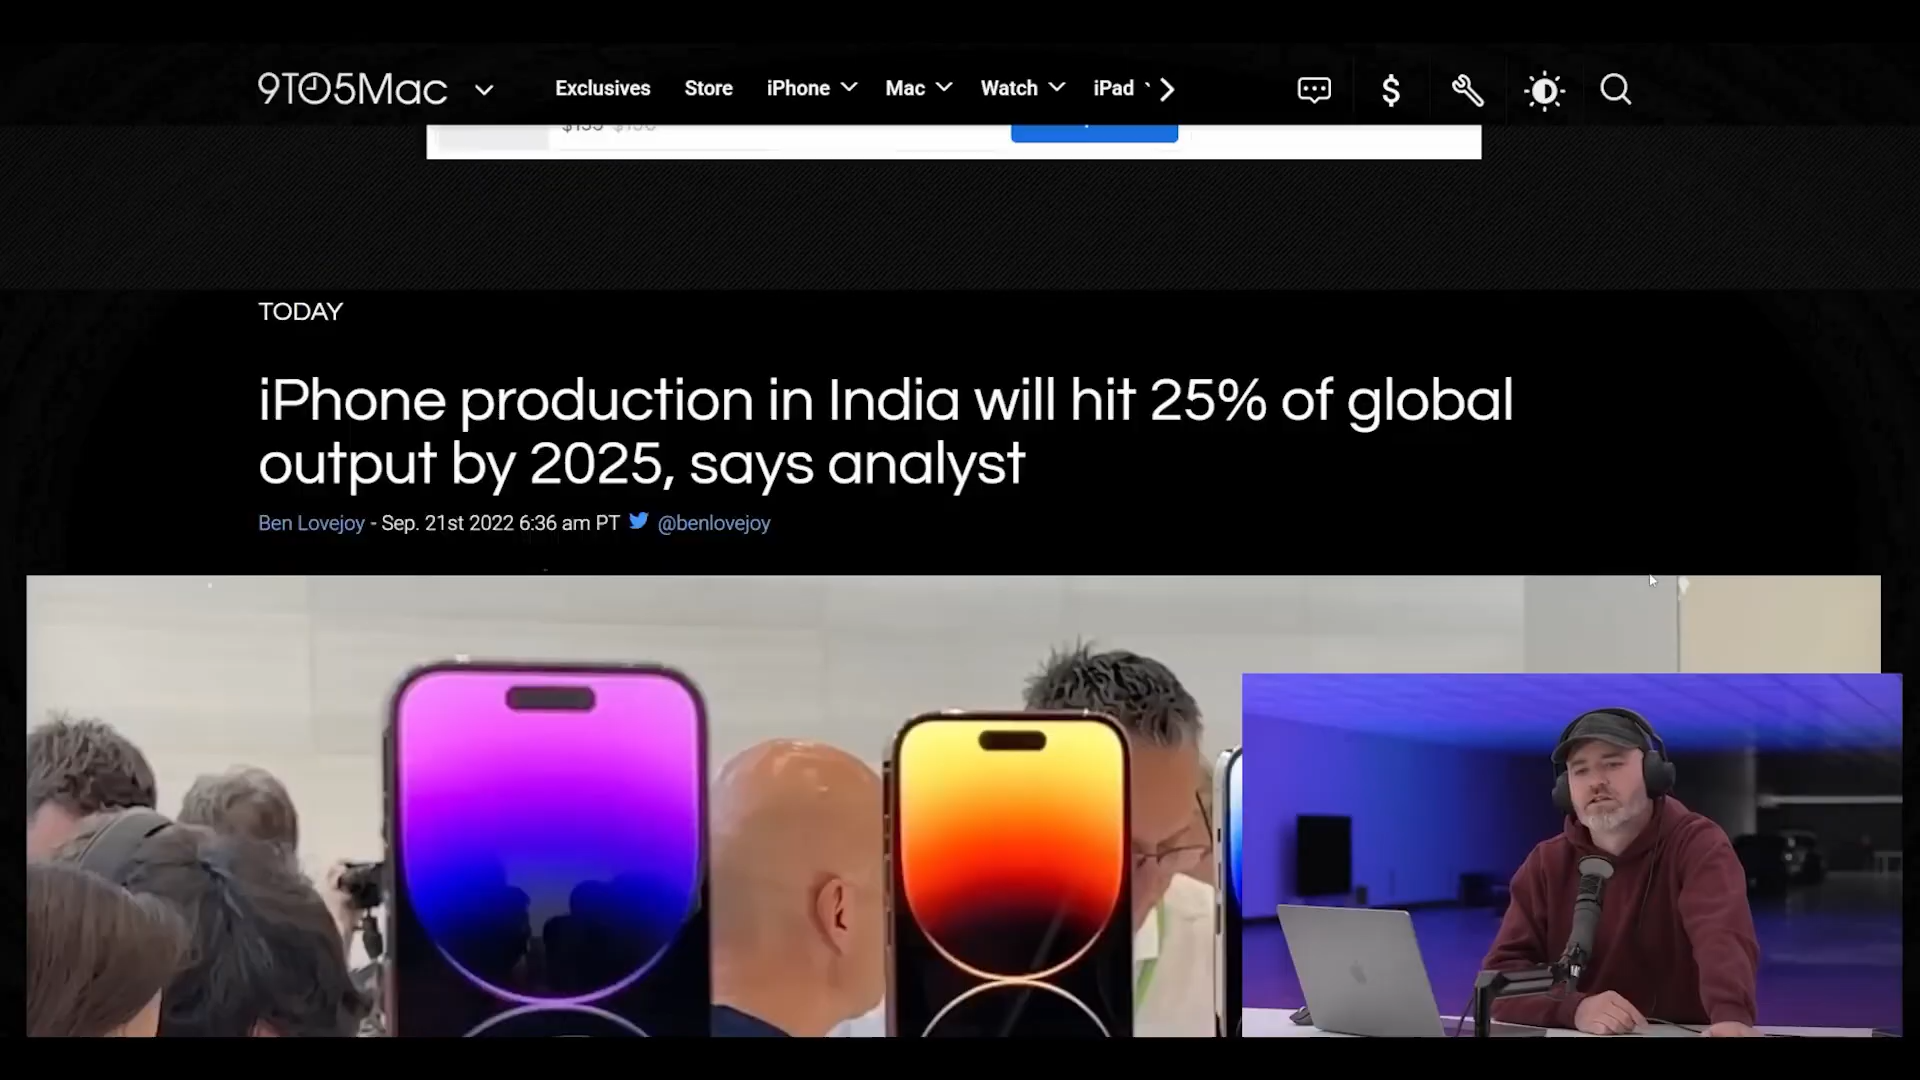 9TO5Mac
Exclusives Store iPhone Mac Watch iPad
TODAY
iPhone production in India will hit 25% of global
output by 2025, says analyst
Ben Lovejoy - Sep. 21st 2022 6:36 am PT @benlovejoy